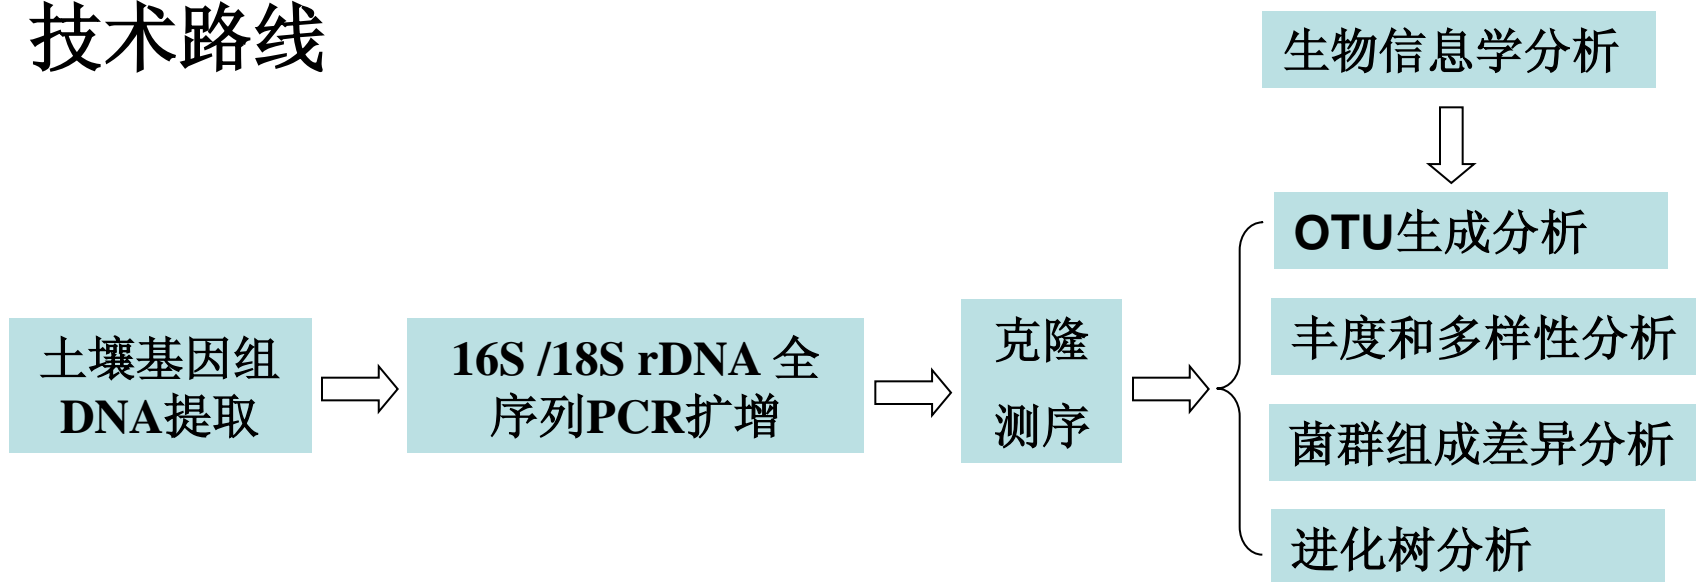 技术路线
生物信息学分析
OTU生成分析
丰度和多样性分析
菌群组成差异分析
进化树分析
土壤基因组
DNA提取
16S /18S rDNA 全
序列PCR扩增
克隆
测序